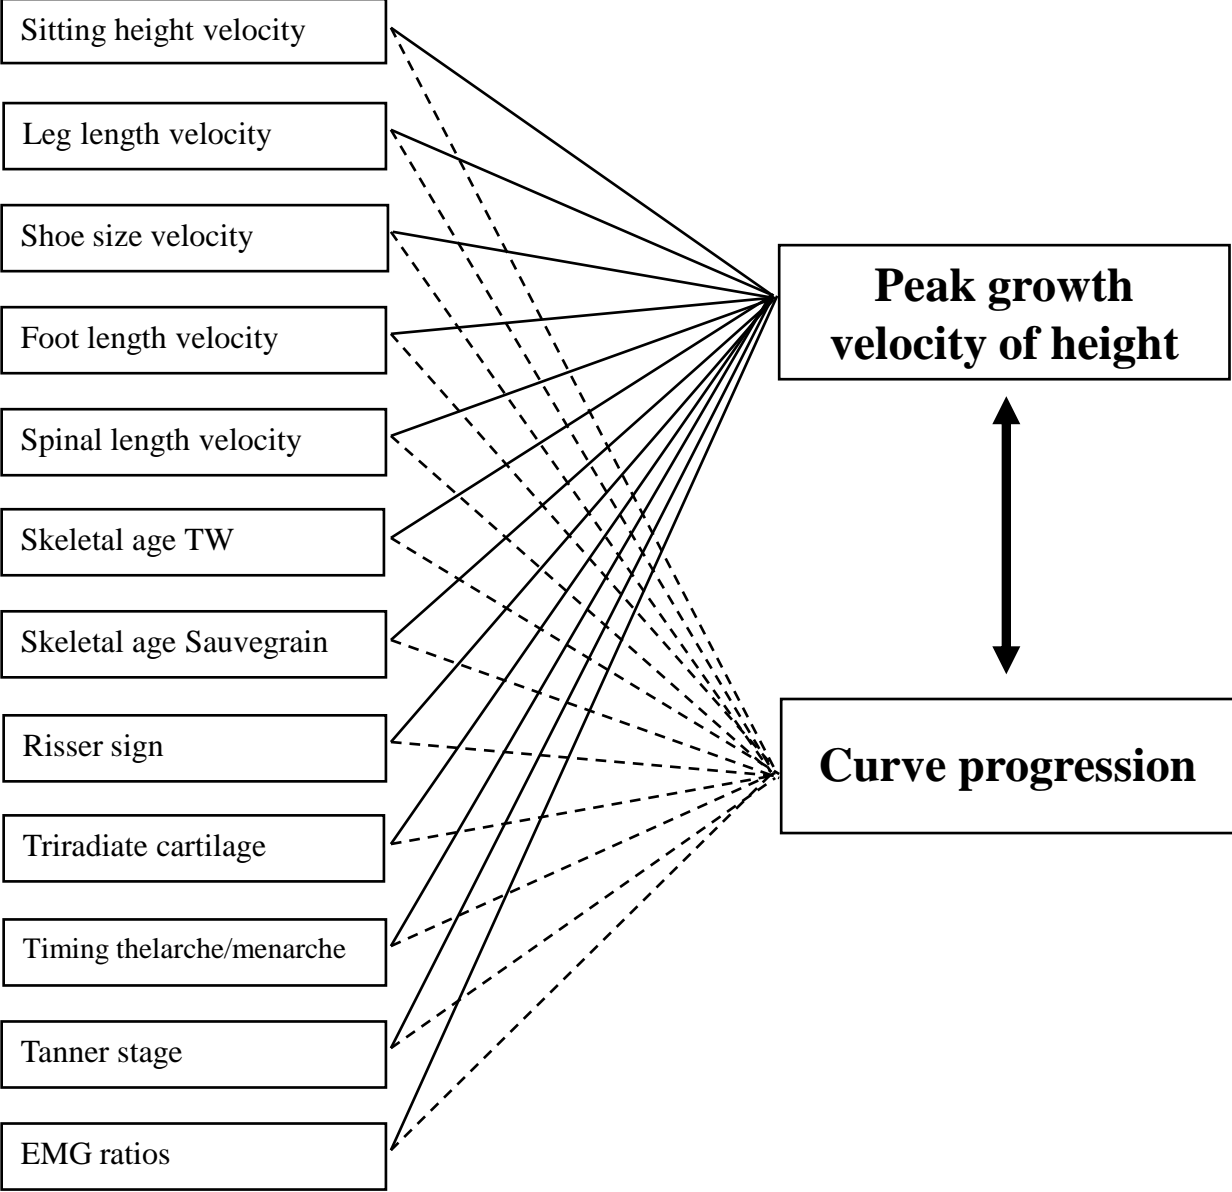 Sitting height velocity
Leg length velocity
Shoe size velocity
Foot length velocity
Spinal length velocity
Skeletal age TW
Skeletal age Sauvegrain
Risser sign
Triradiate cartilage
Timing thelarche/menarche
Tanner stage
EMG ratios
Peak growth
velocity of height
Curve progression